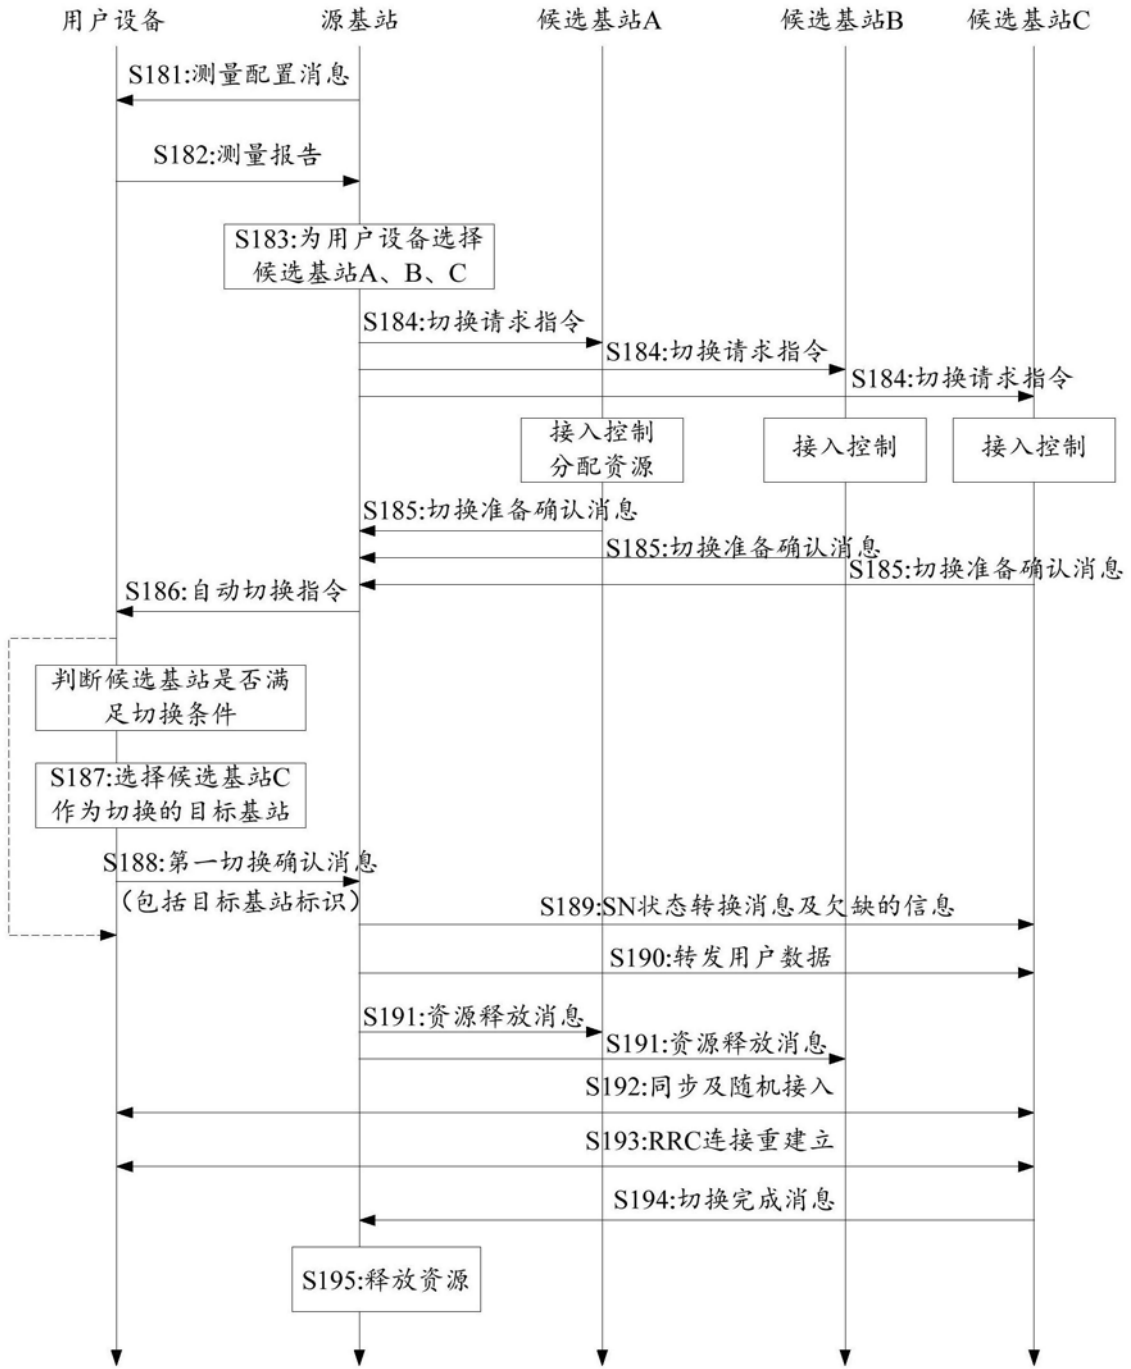 用户设备
源基站
候选基站A
候选基站B
候选基站C
S181:测量配置消息
S182:测量报告
S183:为用户设备选择
候选基站A、B、C
S184:切换请求指令
S184:切换请求指令
S184:切换请求指令
接入控制
分配资源
接入控制
接入控制
S185:切换准备确认消息
S185:切换准备确认消息
S185:切换准备确认消息
S186:自动切换指令
判断候选基站是否满
足切换条件
S187:选择候选基站C
作为切换的目标基站
S188:第一切换确认消息
（包括目标基站标识）
S189:SN状态转换消息及欠缺的信息
S190:转发用户数据
S191:资源释放消息
S191:资源释放消息
S192:同步及随机接入
S193:RRC连接重建立
S194:切换完成消息
S195:释放资源